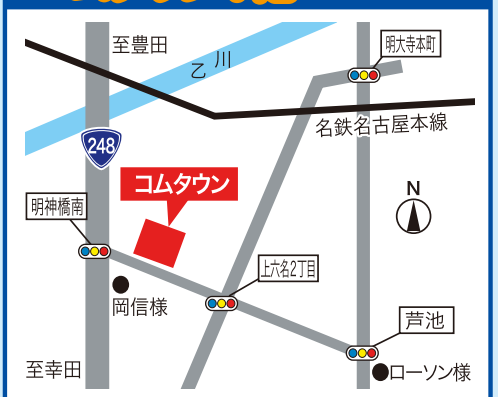 至豊田
乙川
明大寺本町
名鉄名古屋本線
248
コムタウン
N
明神橋南
上六名2丁目
岡信様
芦池
至幸田
ローソン様